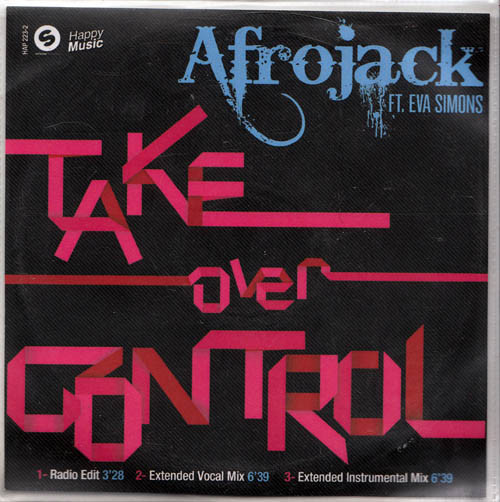 HAP 223-2
Happy
Music
Afrojack
FT. EVA SIMONS
TAKE
over
CONTROL
1- Radio Edit 3'28 2- Extended Vocal Mix 6'39 3- Extended Instrumental Mix 6'39